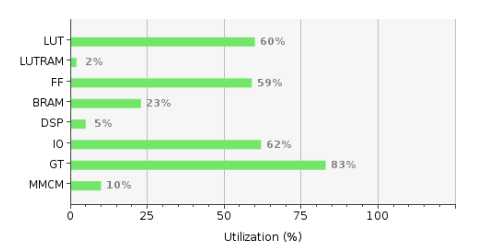 LUT 60%
LUTRAM 2%
FF 59%
BRAM 23%
DSP 5%
IO 62%
GT 83%
MMCM 10%
0 25 50 75 100
Utilization (%)